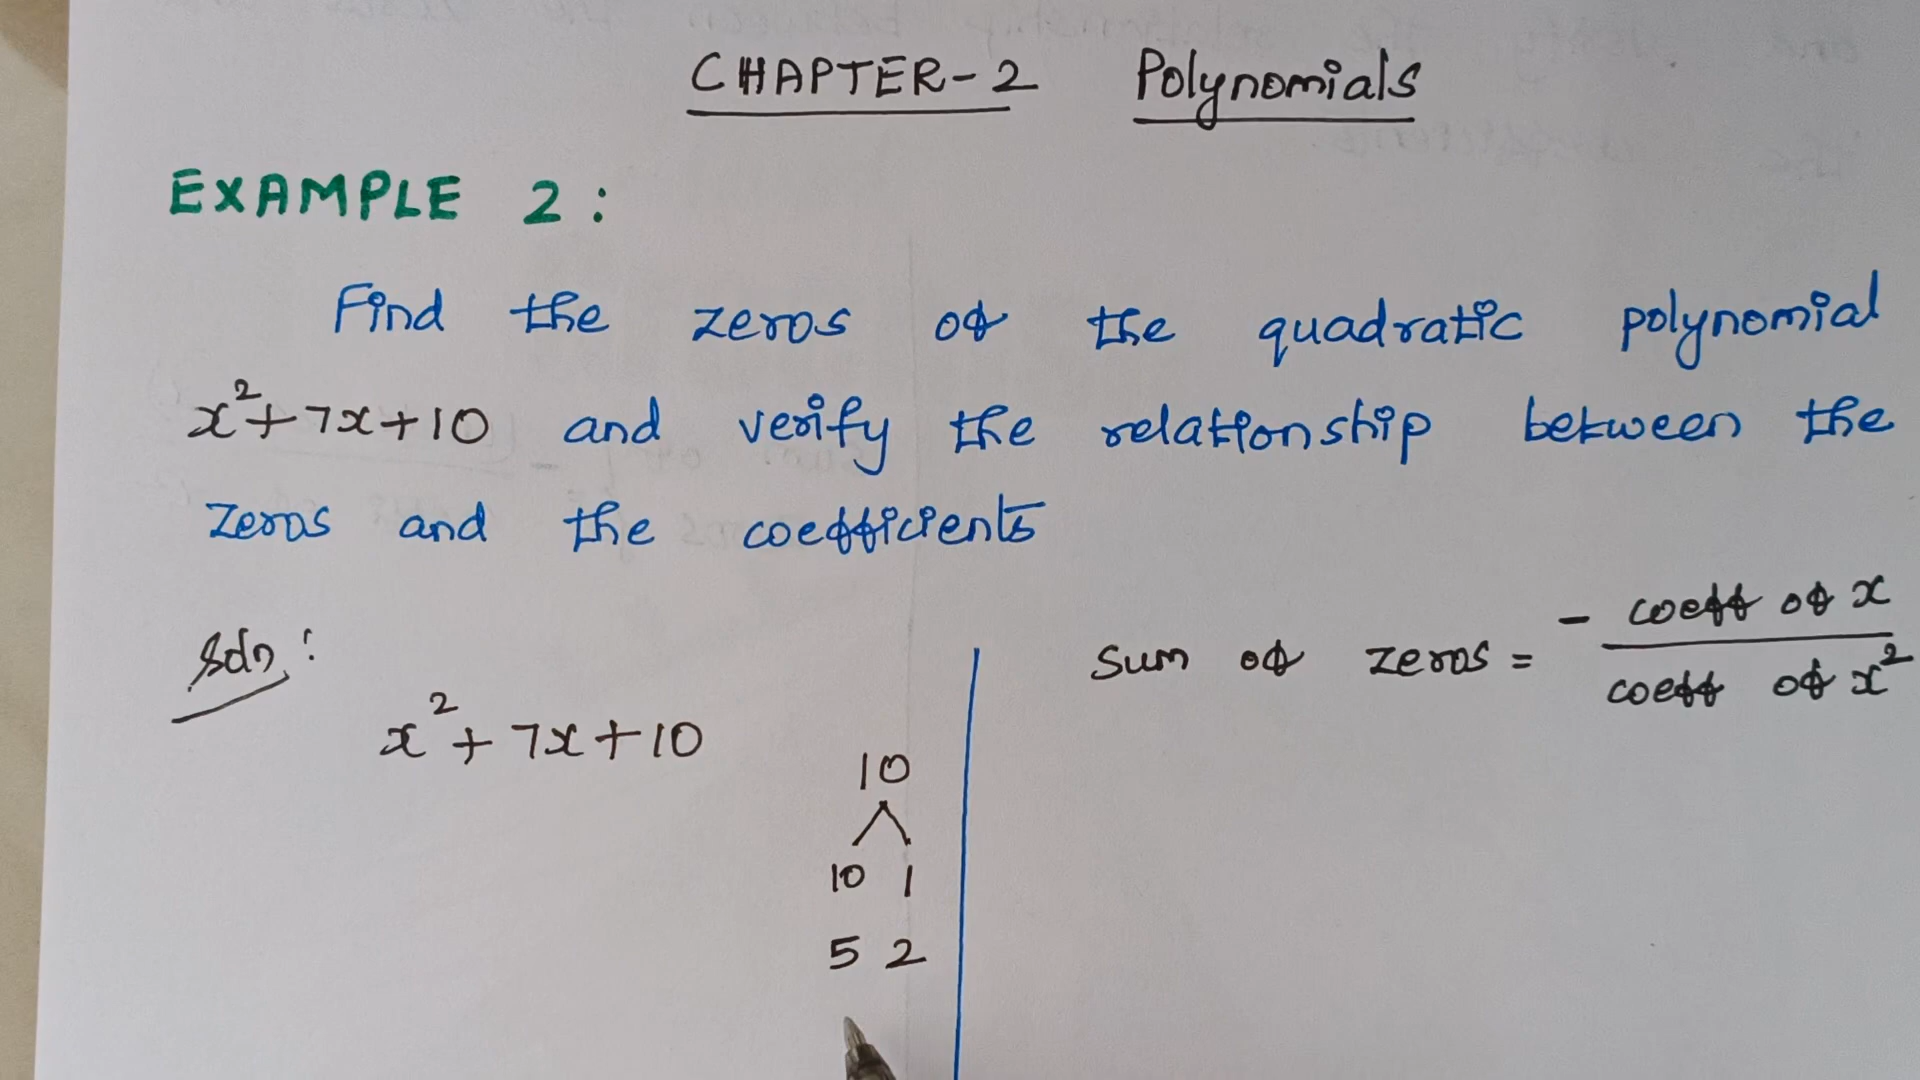 CHAPTER-2 Polynomials
EXAMPLE 2:
Find the zeros of the quadratic polynomial
x²+7x+10 and verify the relationship between the
zeros and the coefficients
Soln:
x²+7x+10
10
10 1
5 2
Sum of zeros = - coeff of x
coeff of x²